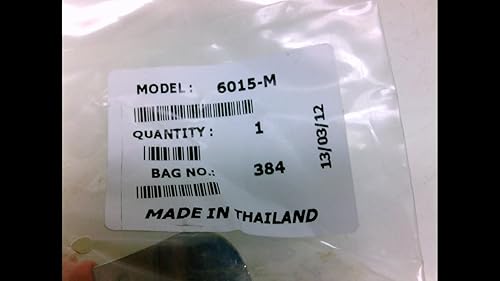 MODEL: 6015-M
QUANTITY: 1
BAG NO.: 384
MADE IN THAILAND
13/03/12